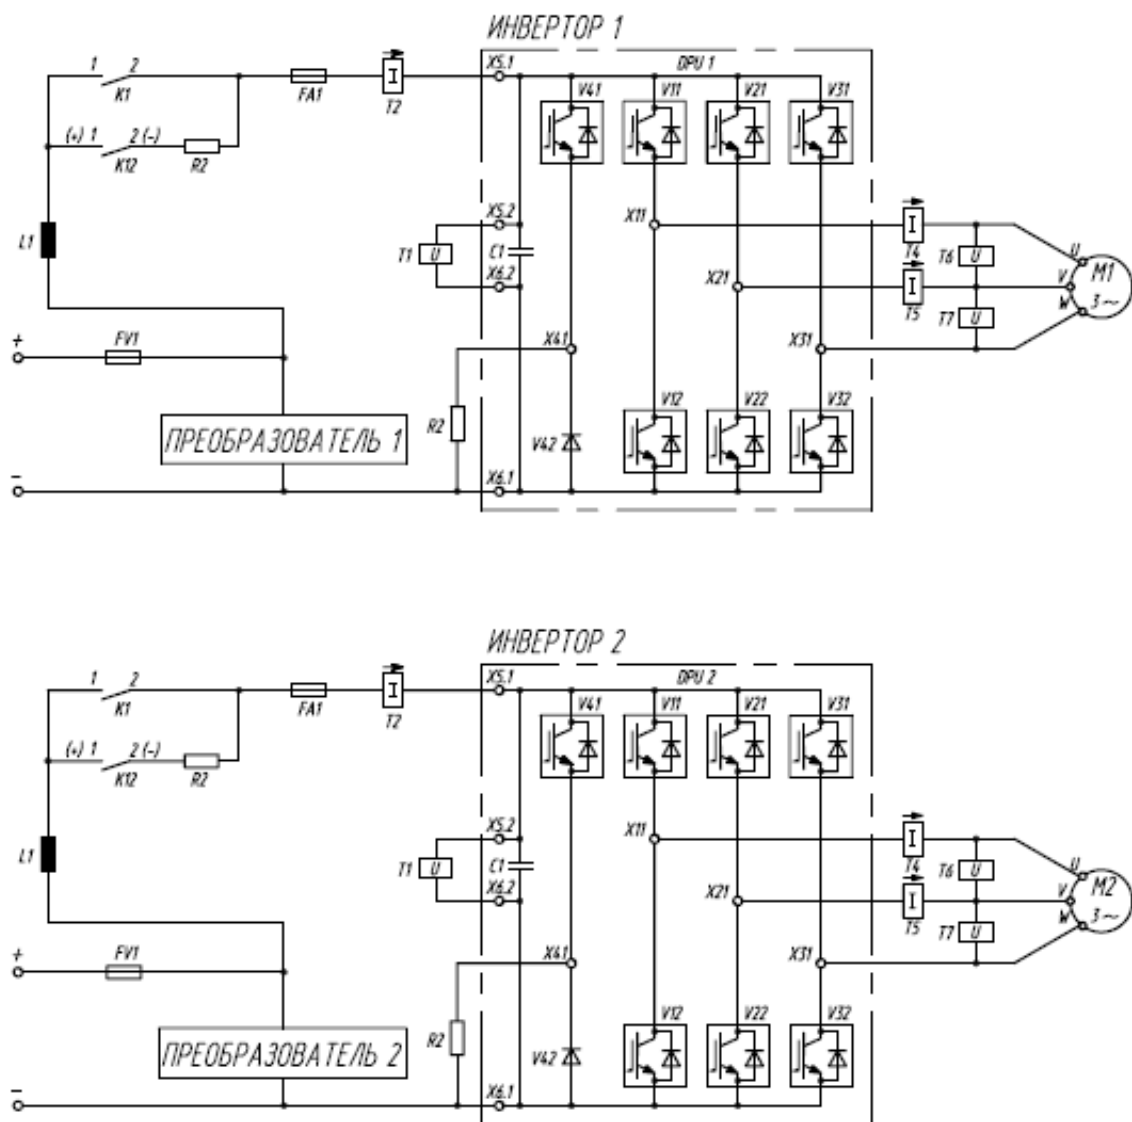 ИНВЕРТОР 1
1 2 K1 FA1 T2 X5.1 DPU 1
V41 V11 V21 V31
(+) 1 2 (-) K12 R2
L1 T1 U X5.2 C1 X6.2 X11 I T4 T6 U U M1
X21 I T5 T7 U V W 3~
+ FV1 X41 X31
ПРЕОБРАЗОВАТЕЛЬ 1 R2 V42 V12 V22 V32
- X6.1
ИНВЕРТОР 2
1 2 K1 FA1 I T2 X5.1 DPU 2
V41 V11 V21 V31
(+) 1 2 (-) K12 R2
L1 T1 U X5.2 C1 X6.2 X11 I T4 T6 U U M2
X21 I T5 T7 U V W 3~
+ FV1 X41 X31
ПРЕОБРАЗОВАТЕЛЬ 2 R2 V42 V12 V22 V32
- X6.1